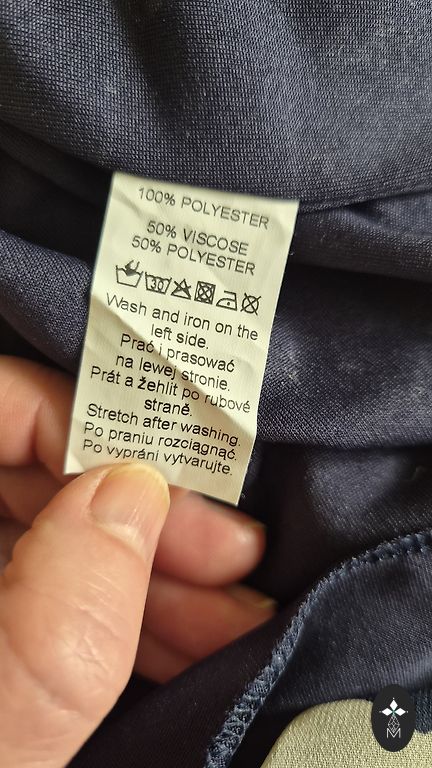 100% POLYESTER
50% VISCOSE
50% POLYESTER
30
Wash and iron on the
left side.
Prać i prasować
na lewej stronie.
Prát a žehlit po rubové
straně.
Stretch after washing.
Po praniu rozciągnąć.
Po vyprání vytvarujte.